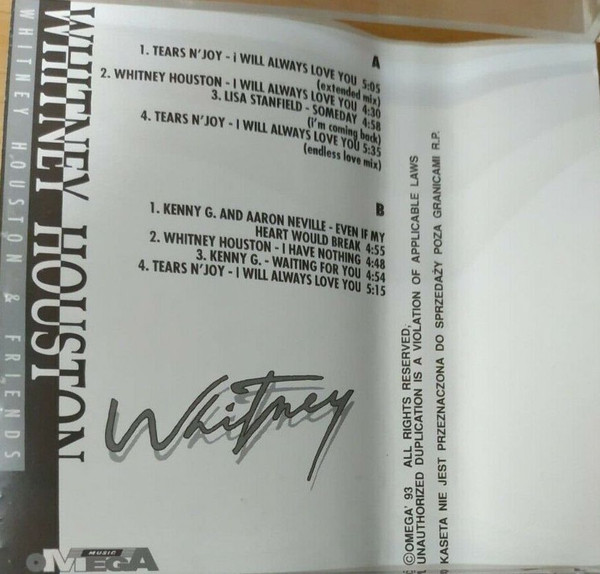 WHITNEY HOUSTON & FRIENDS
WHITNEY HOUSTON
A
1. TEARS N'JOY - i WILL ALWAYS LOVE YOU 5:05
(extended mix)
2. WHITNEY HOUSTON - I WILL ALWAYS LOVE YOU 4:30
3. LISA STANFIELD - SOMEDAY 4:58
(i'm coming back)
4. TEARS N'JOY - I WILL ALWAYS LOVE YOU 5:35
(endless love mix)
B
1. KENNY G. AND AARON NEVILLE - EVEN IF MY
HEART WOULD BREAK 4:55
2. WHITNEY HOUSTON - I HAVE NOTHING 4:48
3. KENNY G. - WAITING FOR YOU 4:54
4. TEARS N'JOY - I WILL ALWAYS LOVE YOU 5:15
Whitney
MUSIC
OMEGA
©OMEGA' 93 ALL RIGHTS RESERVED,
UNAUTHORIZED DUPLICATION IS A VIOLATION OF APPLICABLE LAWS
KASETA NIE JEST PRZEZNACZONA DO SPRZEDAŻY POZA GRANICAMI R.P.